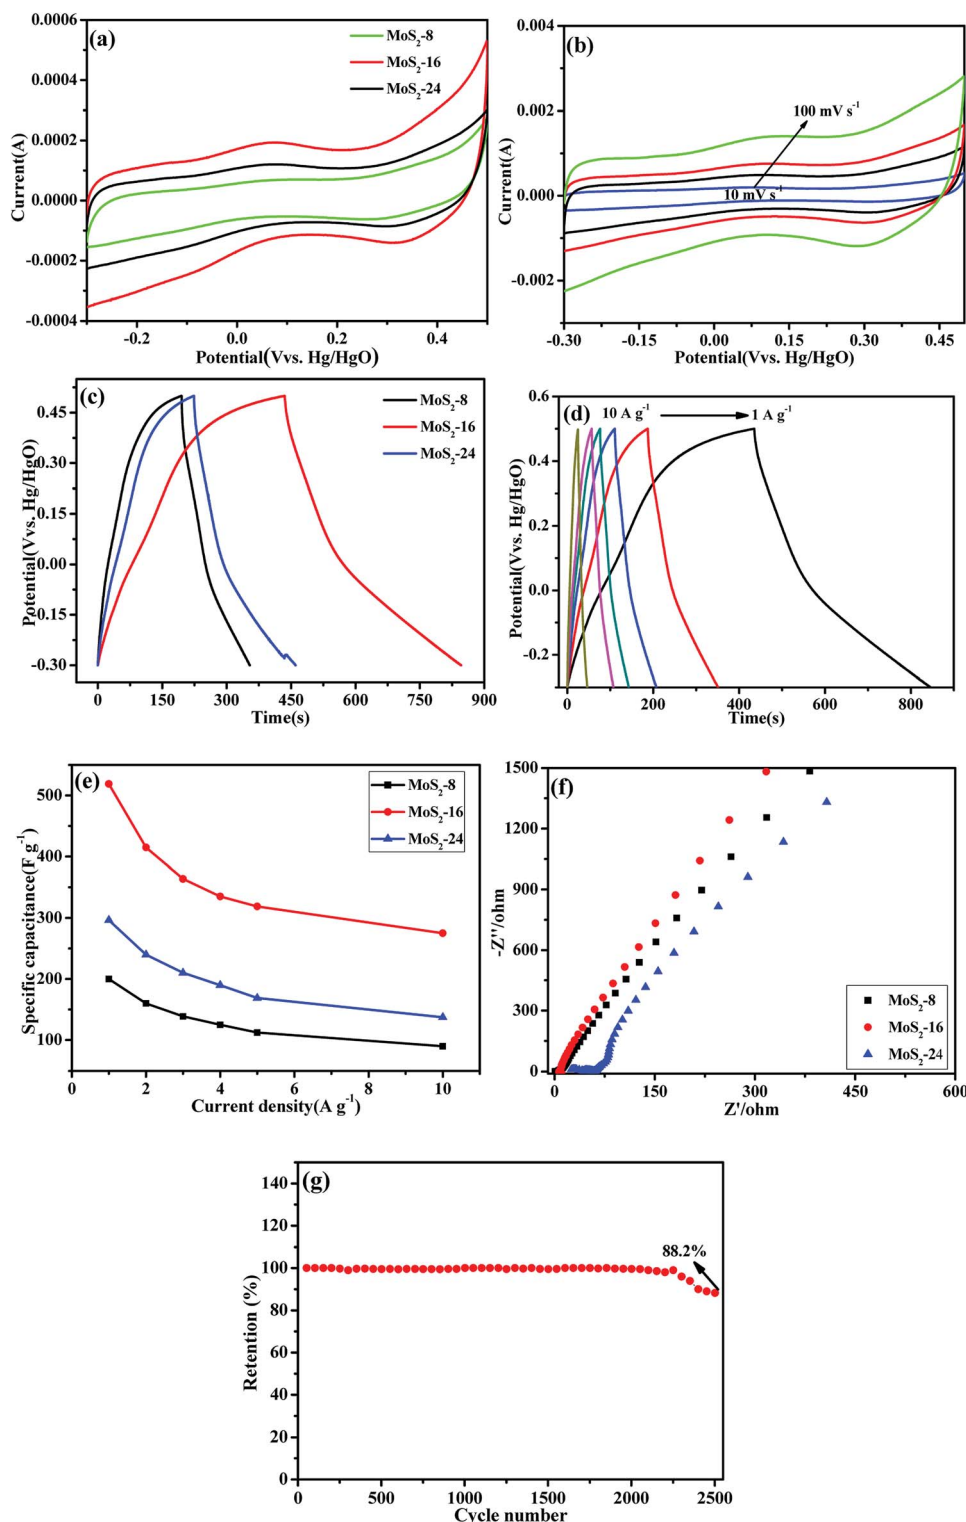 (a)
MoS2-8
MoS2-16
MoS2-24
0.0006
0.0004
0.0002
0.0000
-0.0002
-0.0004
Current(A)
-0.2 0.0 0.2 0.4
Potential(Vvs. Hg/HgO)
(b)
100 mV s-1
10 mV s-1
0.004
0.002
0.000
-0.002
Current(A)
-0.30 -0.15 0.00 0.15 0.30 0.45
Potential(Vvs. Hg/HgO)
(c)
MoS2-8
MoS2-16
MoS2-24
0.45
0.30
0.15
0.00
-0.15
-0.30
Potential(Vvs. Hg/HgO)
0 150 300 450 600 750 900
Time(s)
(d)
10 A g-1 1 A g-1
0.6
0.4
0.2
0.0
-0.2
Potential(Vvs. Hg/HgO)
0 200 400 600 800
Time(s)
(e)
MoS2-8
MoS2-16
MoS2-24
500
400
300
200
100
Specific capacitance(F g-1)
0 2 4 6 8 10
Current density(A g-1)
(f)
1500
1200
900
600
300
0
-Z''/ohm
MoS2-8
MoS2-16
MoS2-24
0 150 300 450 600
Z'/ohm
(g)
88.2%
140
120
100
80
60
40
20
0
Retention (%)
0 500 1000 1500 2000 2500
Cycle number